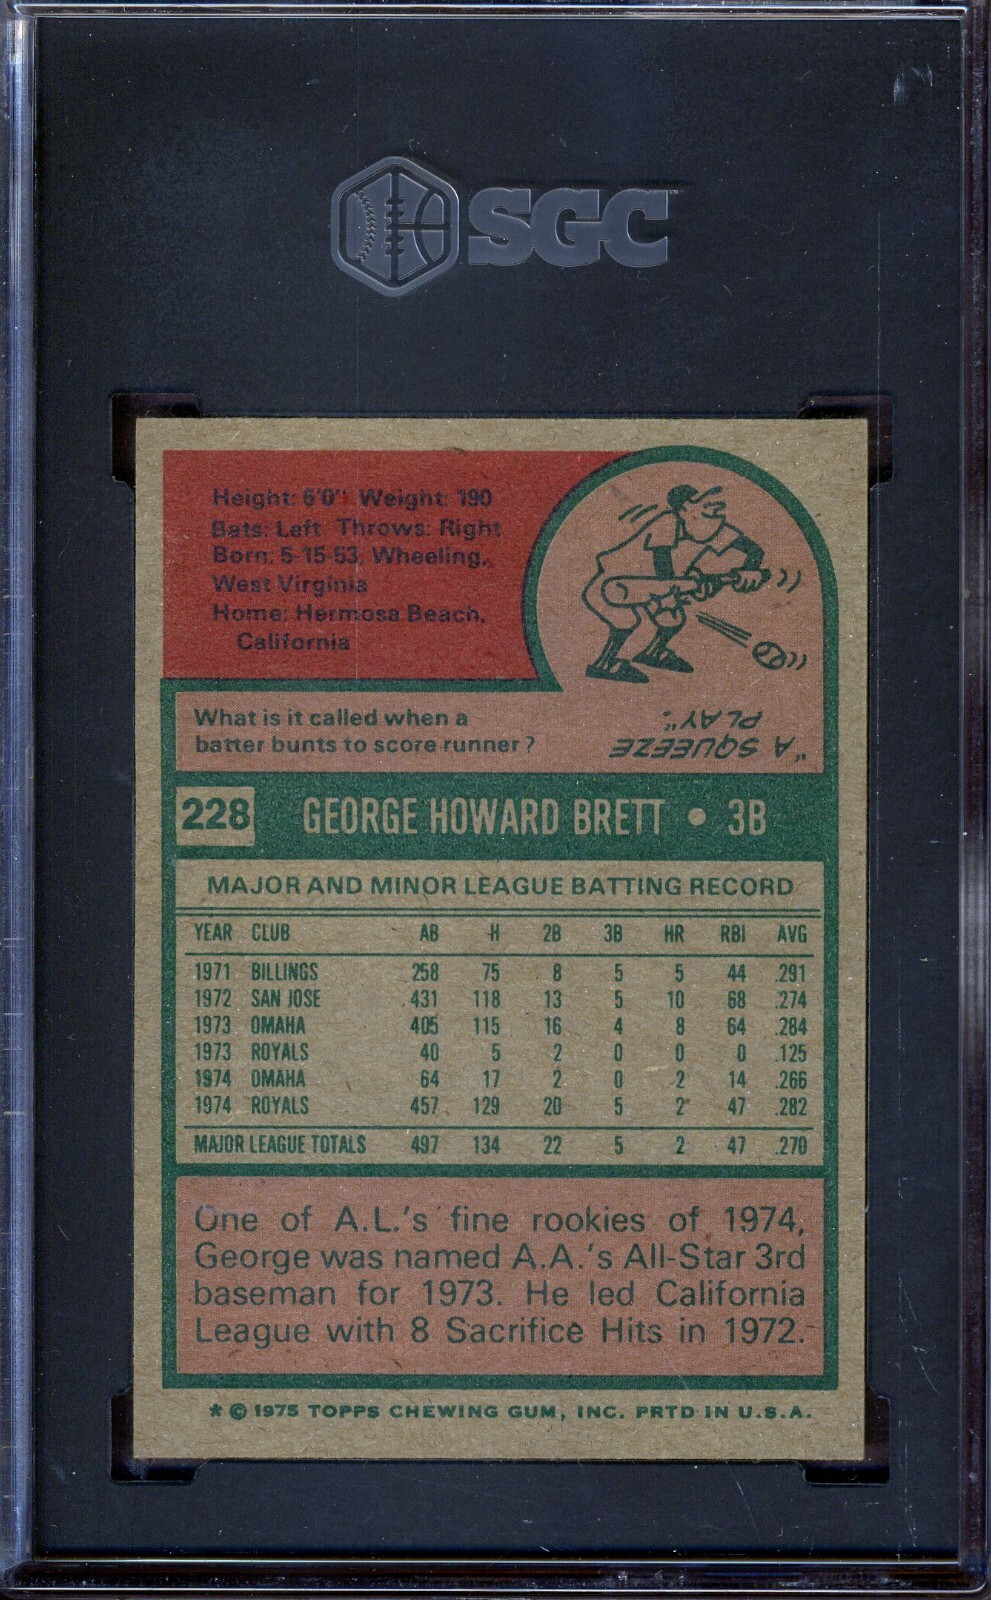 SGC
Height: 6'0" Weight: 190
Bats: Left Throws: Right
Born: 5-15-53, Wheeling,
West Virginia
Home: Hermosa Beach,
California
What is it called when a
batter bunts to score runner?
"A SQUEEZE
PLAY".
228 GEORGE HOWARD BRETT • 3B
MAJOR AND MINOR LEAGUE BATTING RECORD
YEAR CLUB AB H 2B 3B HR RBI AVG
1971 BILLINGS 258 75 8 5 5 44 .291
1972 SAN JOSE 431 118 13 5 10 68 .274
1973 OMAHA 405 115 16 4 8 64 .284
1973 ROYALS 40 5 2 0 0 0 .125
1974 OMAHA 64 17 2 0 2 14 .266
1974 ROYALS 457 129 20 5 2 47 .282
MAJOR LEAGUE TOTALS 497 134 22 5 2 47 .270
One of A.L.'s fine rookies of 1974,
George was named A.A.'s All-Star 3rd
baseman for 1973. He led California
League with 8 Sacrifice Hits in 1972.
* © 1975 TOPPS CHEWING GUM, INC. PRTD IN U.S.A.